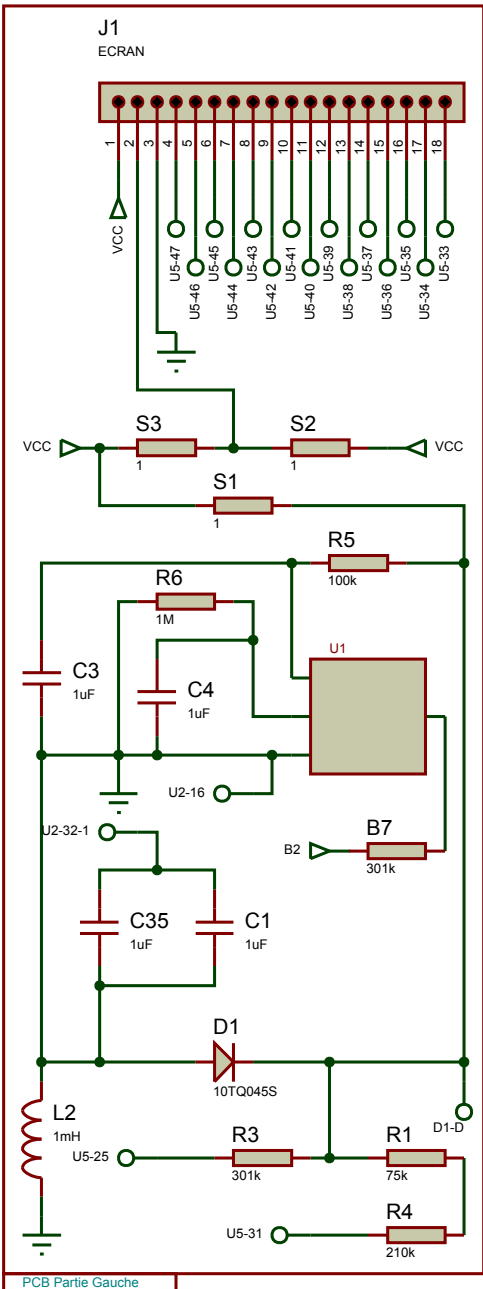 J1
ECRAN
1 2 3 4 5 6 7 8 9 10 11 12 13 14 15 16 17 18
VCC
U5-47 U5-45 U5-43 U5-41 U5-39 U5-37 U5-35 U5-33
U5-46 U5-44 U5-42 U5-40 U5-38 U5-36 U5-34
S3 S2
VCC VCC
1 1
S1
1
R5
100k
R6
1M
U1
C3
1uF
C4
1uF
U2-16
U2-32-1
B7
B2
301k
C35 C1
1uF 1uF
D1
10TQ045S
L2
1mH
D1-D
R3 R1
U5-25
301k 75k
R4
U5-31
210k
PCB Partie Gauche